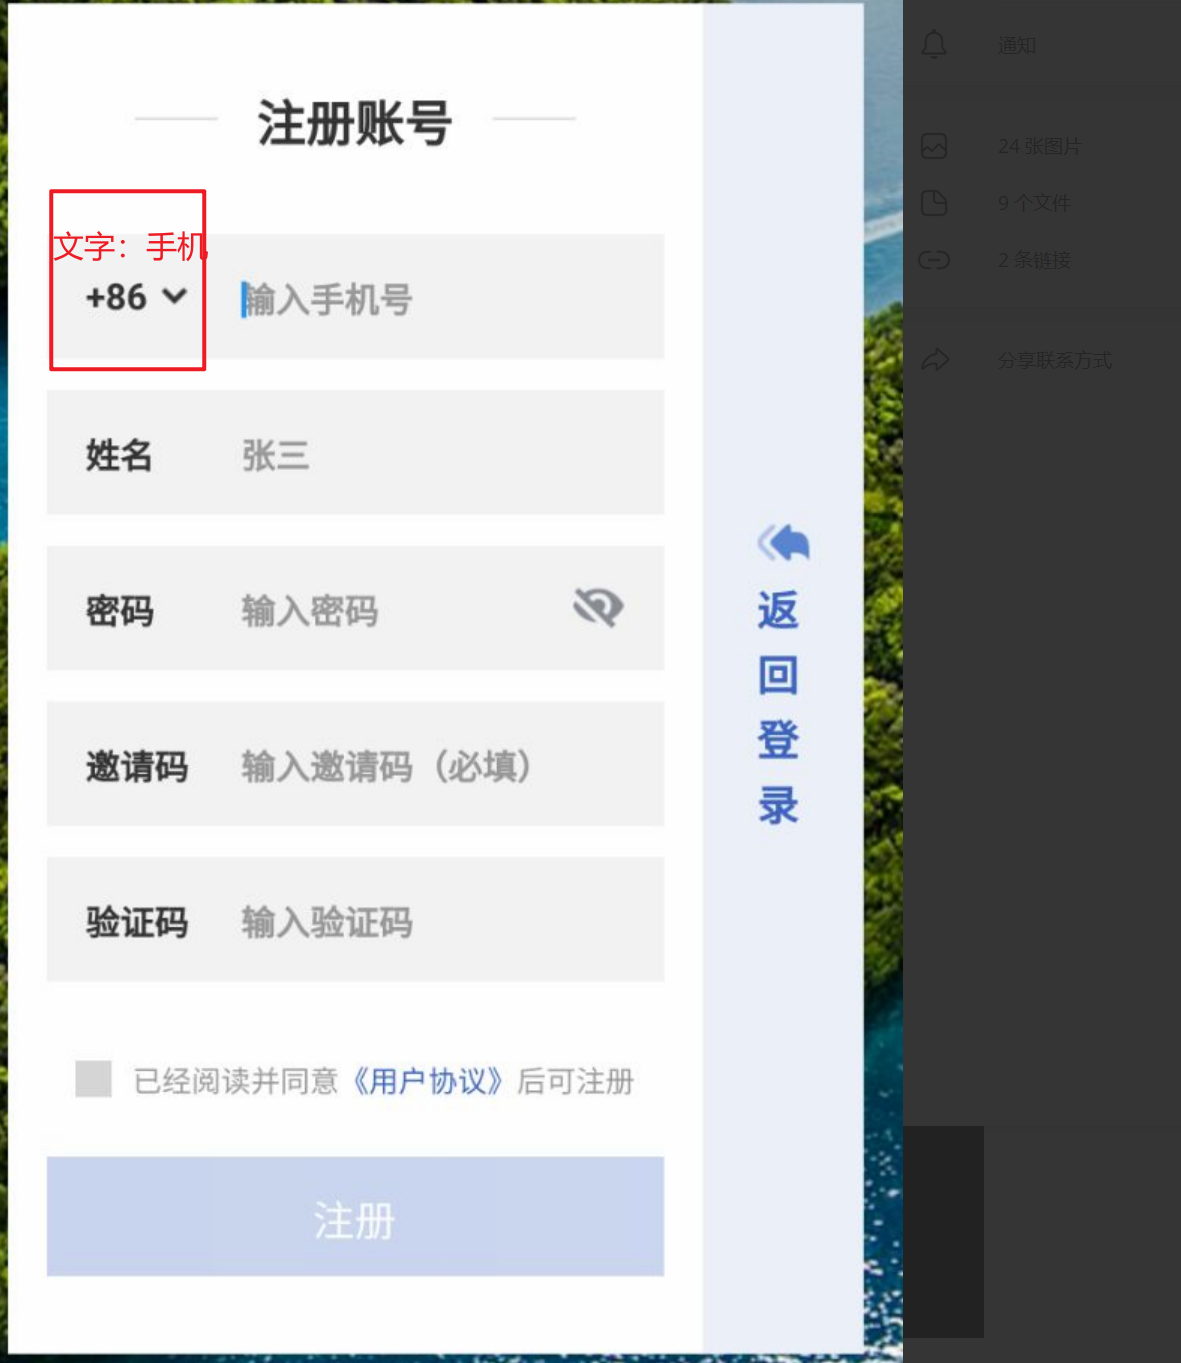 注册账号
文字：手机
+86 输入手机号
姓名 张三
密码 输入密码
邀请码 输入邀请码（必填）
验证码 输入验证码
已经阅读并同意《用户协议》后可注册
注册
返
回
登
录
通知
24 张图片
9 个文件
2 条链接
分享联系方式